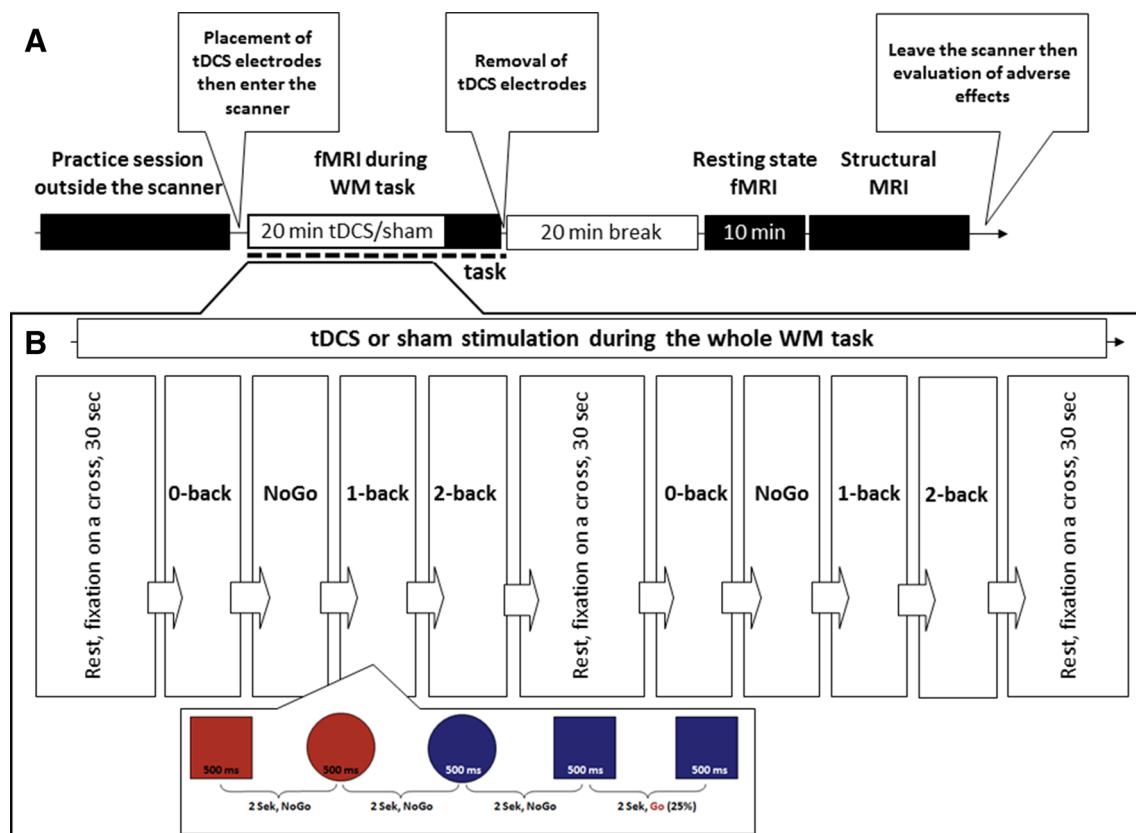 A
Placement of
tDCS electrodes
then enter the
scanner
Removal of
tDCS electrodes
Leave the scanner then
evaluation of adverse
effects
Practice session
outside the scanner
fMRI during
WM task
Resting state
fMRI
Structural
MRI
20 min tDCS/sham
20 min break
10 min
task
B
tDCS or sham stimulation during the whole WM task
Rest, fixation on a cross, 30 sec
0-back
NoGo
1-back
2-back
Rest, fixation on a cross, 30 sec
0-back
NoGo
1-back
2-back
Rest, fixation on a cross, 30 sec
500 ms
500 ms
500 ms
500 ms
500 ms
2 Sek, NoGo
2 Sek, NoGo
2 Sek, NoGo
2 Sek, Go (25%)